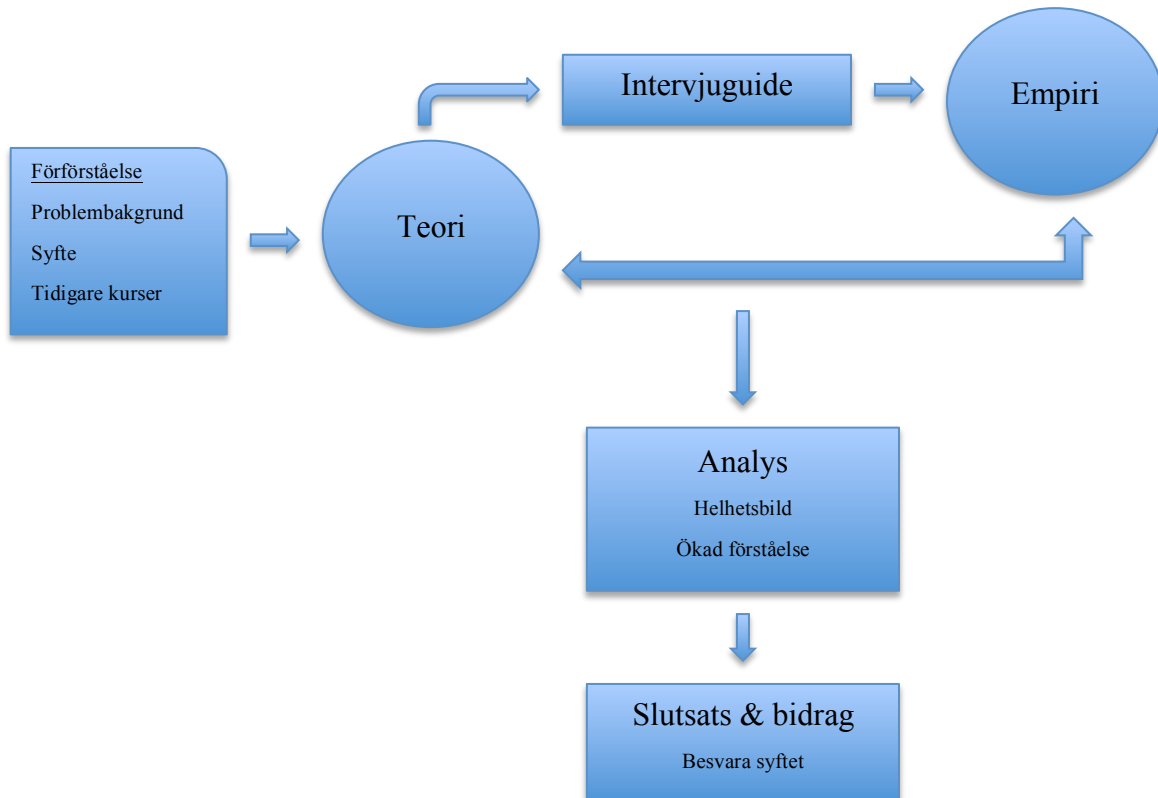 Förförståelse
Problembakgrund
Syfte
Tidigare kurser
Teori
Intervjuguide
Empiri
Analys
Helhetsbild
Ökad förståelse
Slutsats & bidrag
Besvara syftet